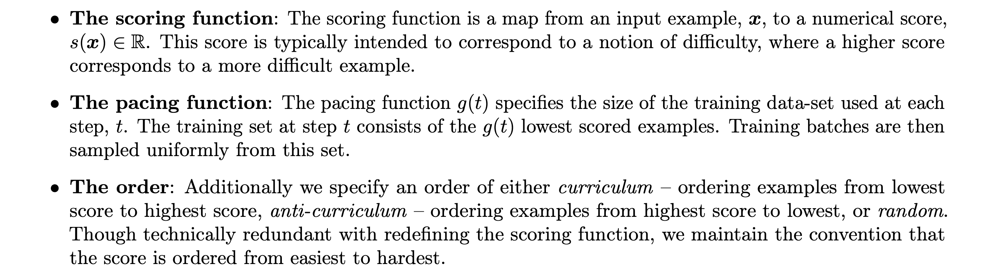 • The scoring function: The scoring function is a map from an input example, x, to a numerical score,
s(x) ∈ ℝ. This score is typically intended to correspond to a notion of difficulty, where a higher score
corresponds to a more difficult example.
• The pacing function: The pacing function g(t) specifies the size of the training data-set used at each
step, t. The training set at step t consists of the g(t) lowest scored examples. Training batches are then
sampled uniformly from this set.
• The order: Additionally we specify an order of either curriculum – ordering examples from lowest
score to highest score, anti-curriculum – ordering examples from highest score to lowest, or random.
Though technically redundant with redefining the scoring function, we maintain the convention that
the score is ordered from easiest to hardest.